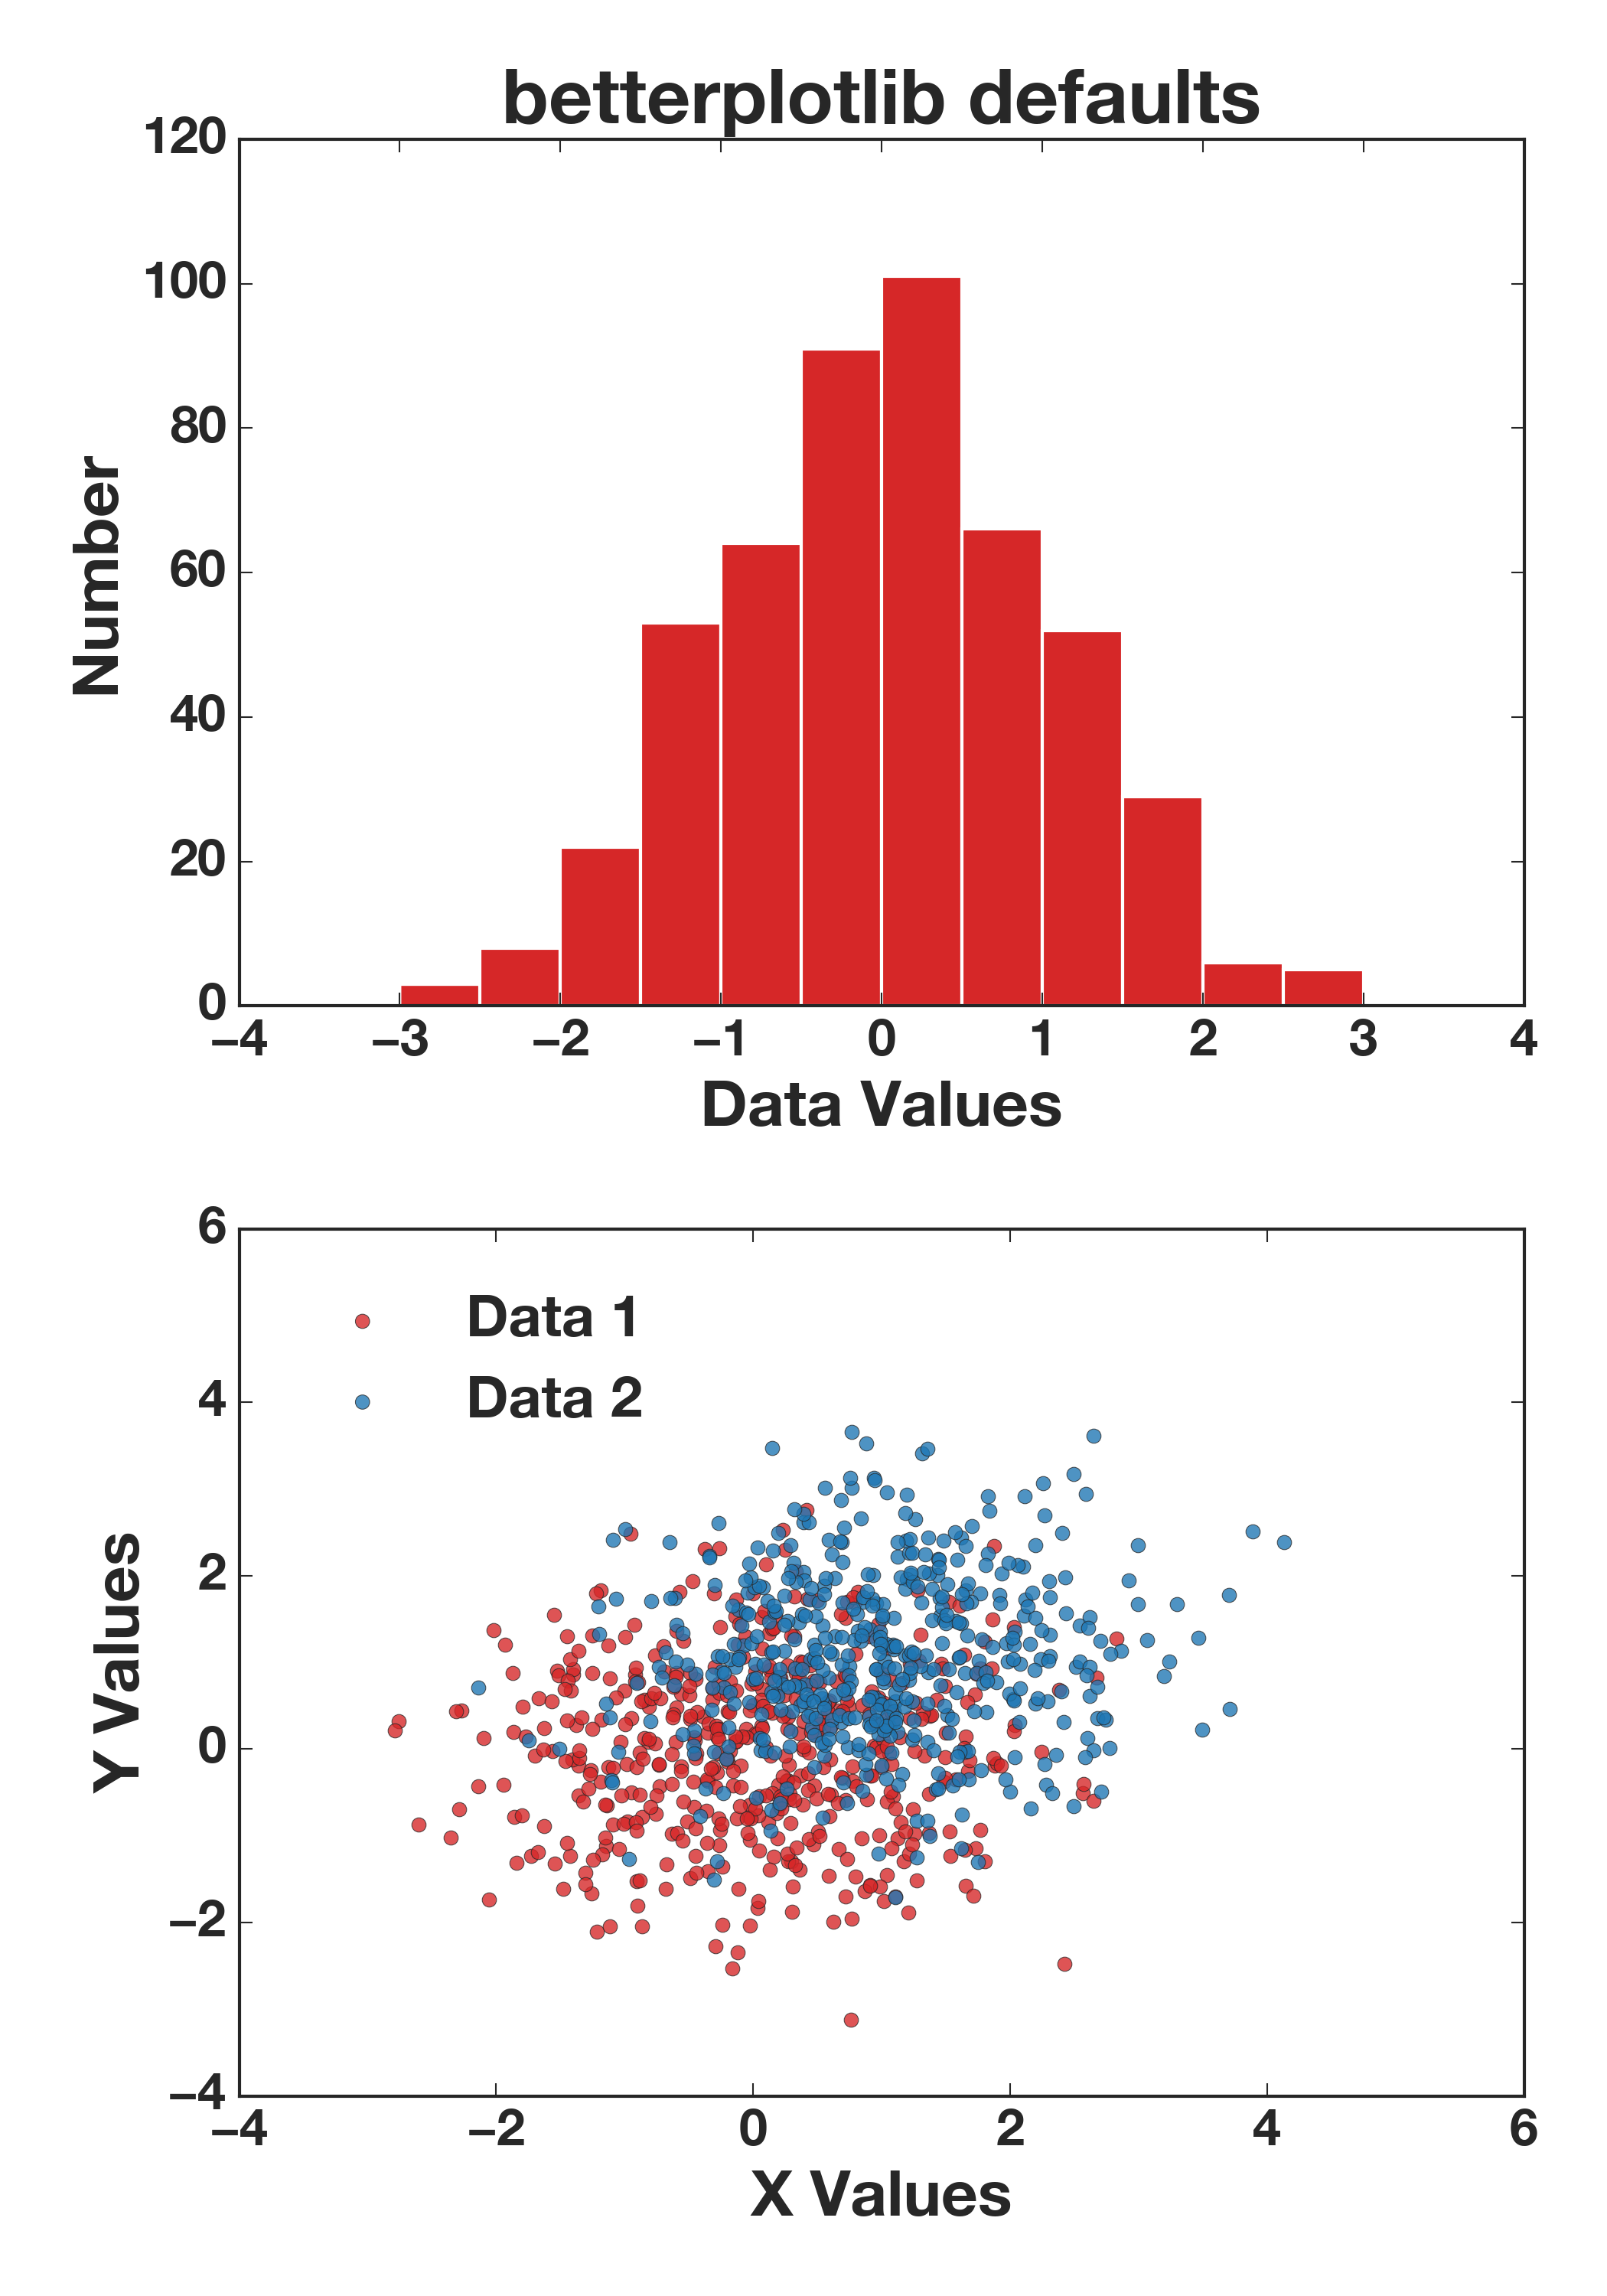 betterplotlib defaults
120
100
80
60
40
20
0
Number
−4 −3 −2 −1 0 1 2 3 4
Data Values
6
4
2
0
−2
−4
Y Values
Data 1
Data 2
−4 −2 0 2 4 6
X Values